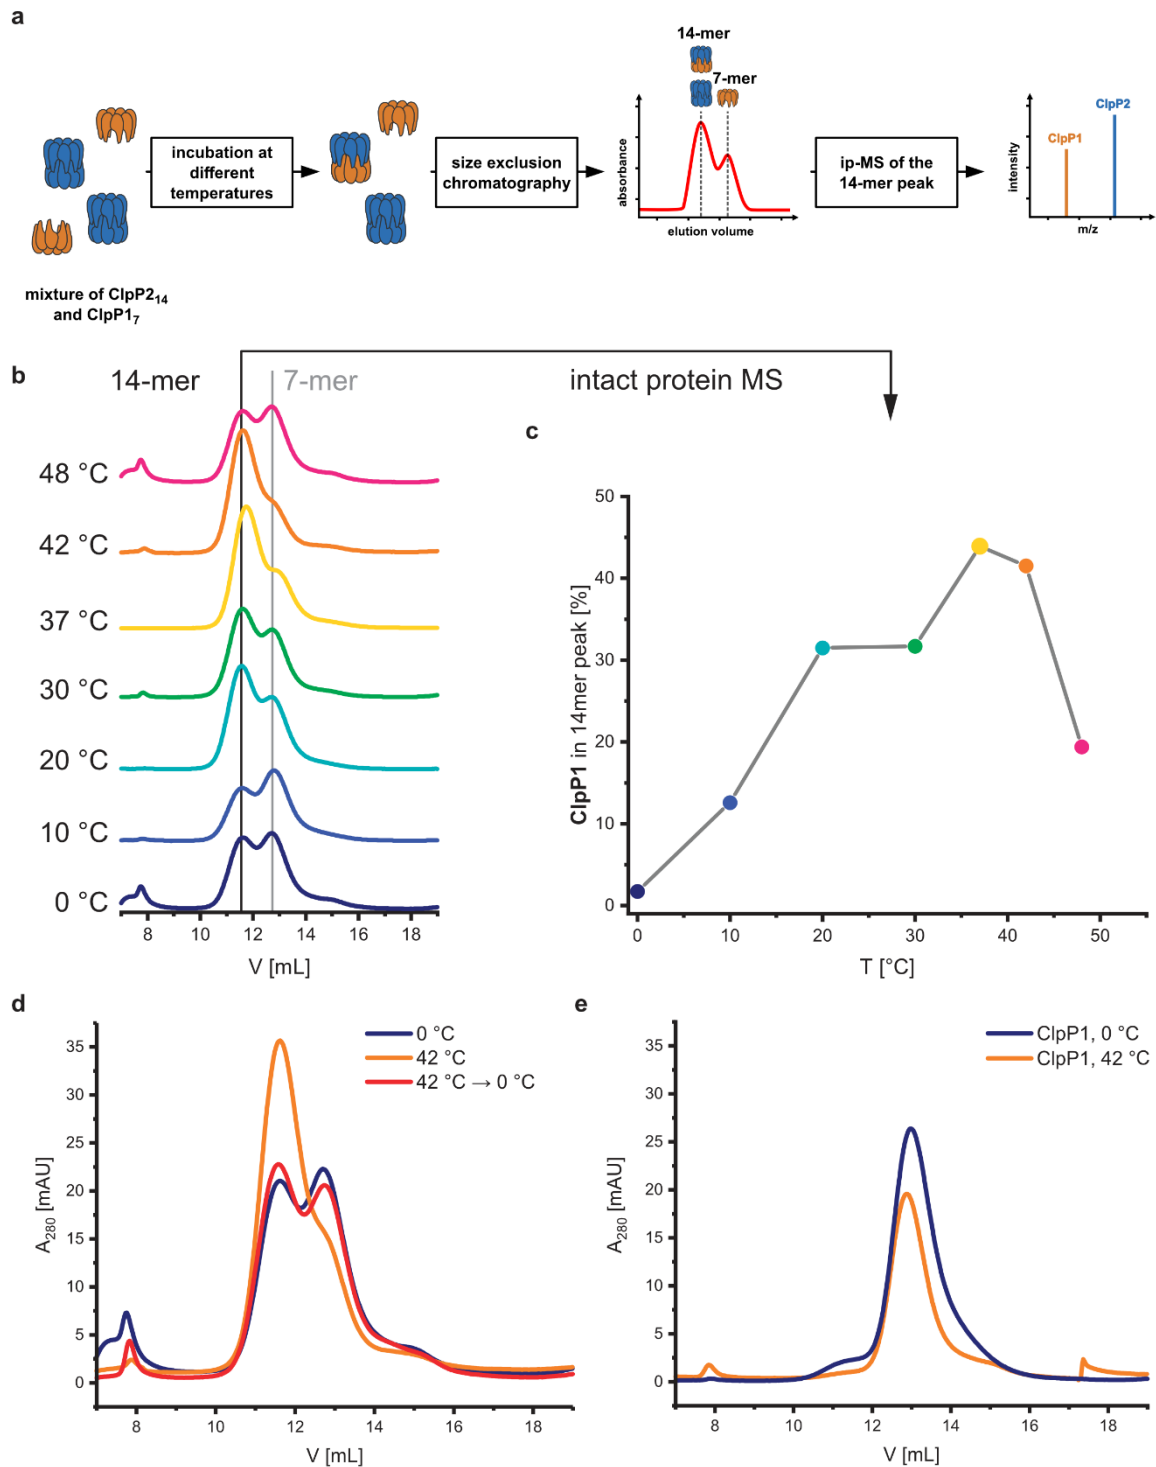 a
14-mer
7-mer
incubation at
different
temperatures
size exclusion
chromatography
absorbance
elution volume
ip-MS of the
14-mer peak
intensity
ClpP1
ClpP2
m/z
mixture of ClpP2₁₄
and ClpP1₇
b
14-mer
7-mer
intact protein MS
48 °C
42 °C
37 °C
30 °C
20 °C
10 °C
0 °C
8 10 12 14 16 18
V [mL]
c
50
40
30
20
10
0
ClpP1 in 14mer peak [%]
0 10 20 30 40 50
T [°C]
d
0 °C
42 °C
42 °C → 0 °C
35
30
25
20
15
10
5
0
A₂₈₀ [mAU]
8 10 12 14 16 18
V [mL]
e
ClpP1, 0 °C
ClpP1, 42 °C
35
30
25
20
15
10
5
0
A₂₈₀ [mAU]
8 10 12 14 16 18
V [mL]